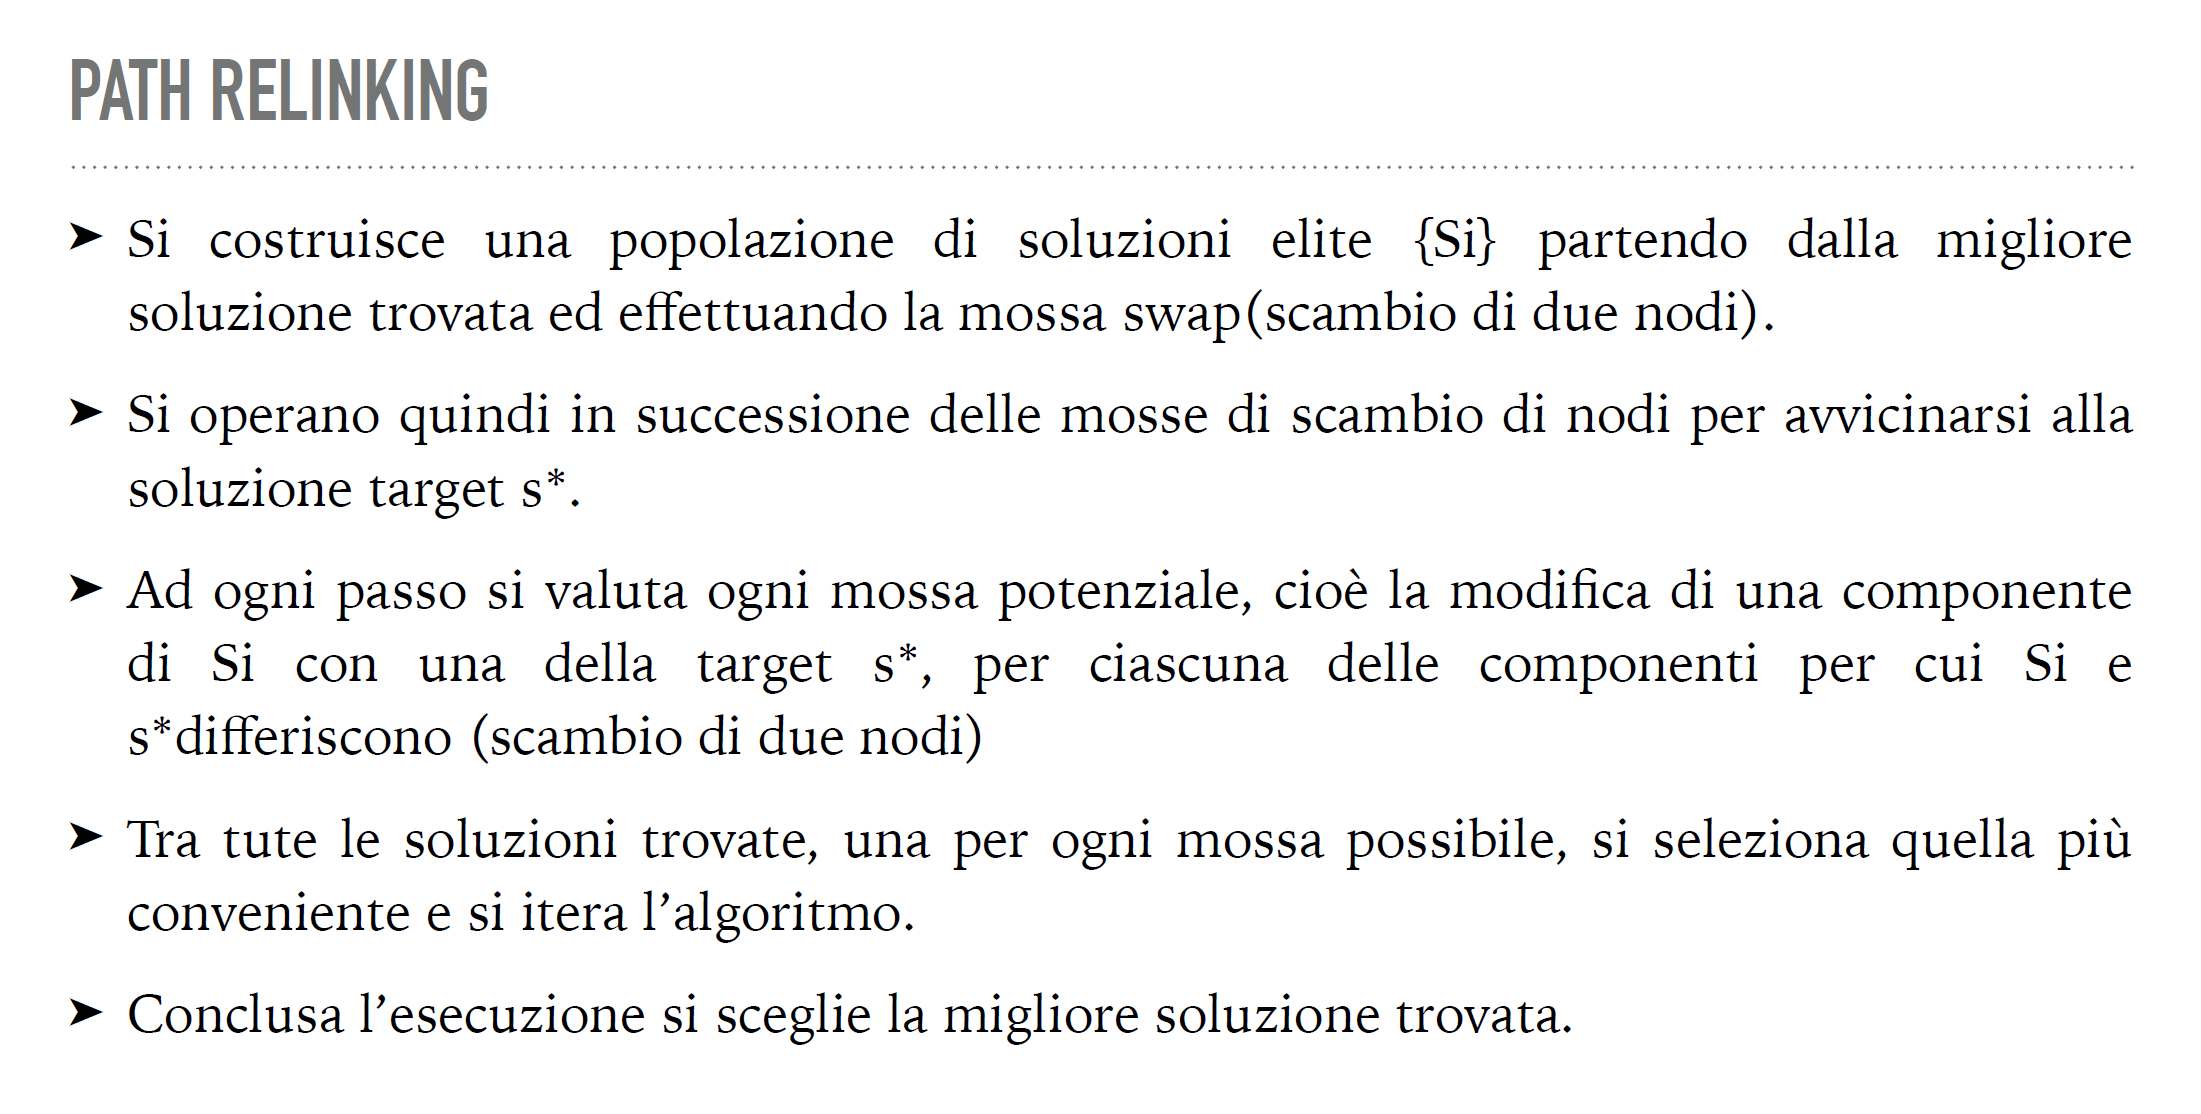 PATH RELINKING
➤ Si costruisce una popolazione di soluzioni elite {Si} partendo dalla migliore
soluzione trovata ed effettuando la mossa swap(scambio di due nodi).
➤ Si operano quindi in successione delle mosse di scambio di nodi per avvicinarsi alla
soluzione target s*.
➤ Ad ogni passo si valuta ogni mossa potenziale, cioè la modifica di una componente
di Si con una della target s*, per ciascuna delle componenti per cui Si e
s*differiscono (scambio di due nodi)
➤ Tra tute le soluzioni trovate, una per ogni mossa possibile, si seleziona quella più
conveniente e si itera l’algoritmo.
➤ Conclusa l’esecuzione si sceglie la migliore soluzione trovata.